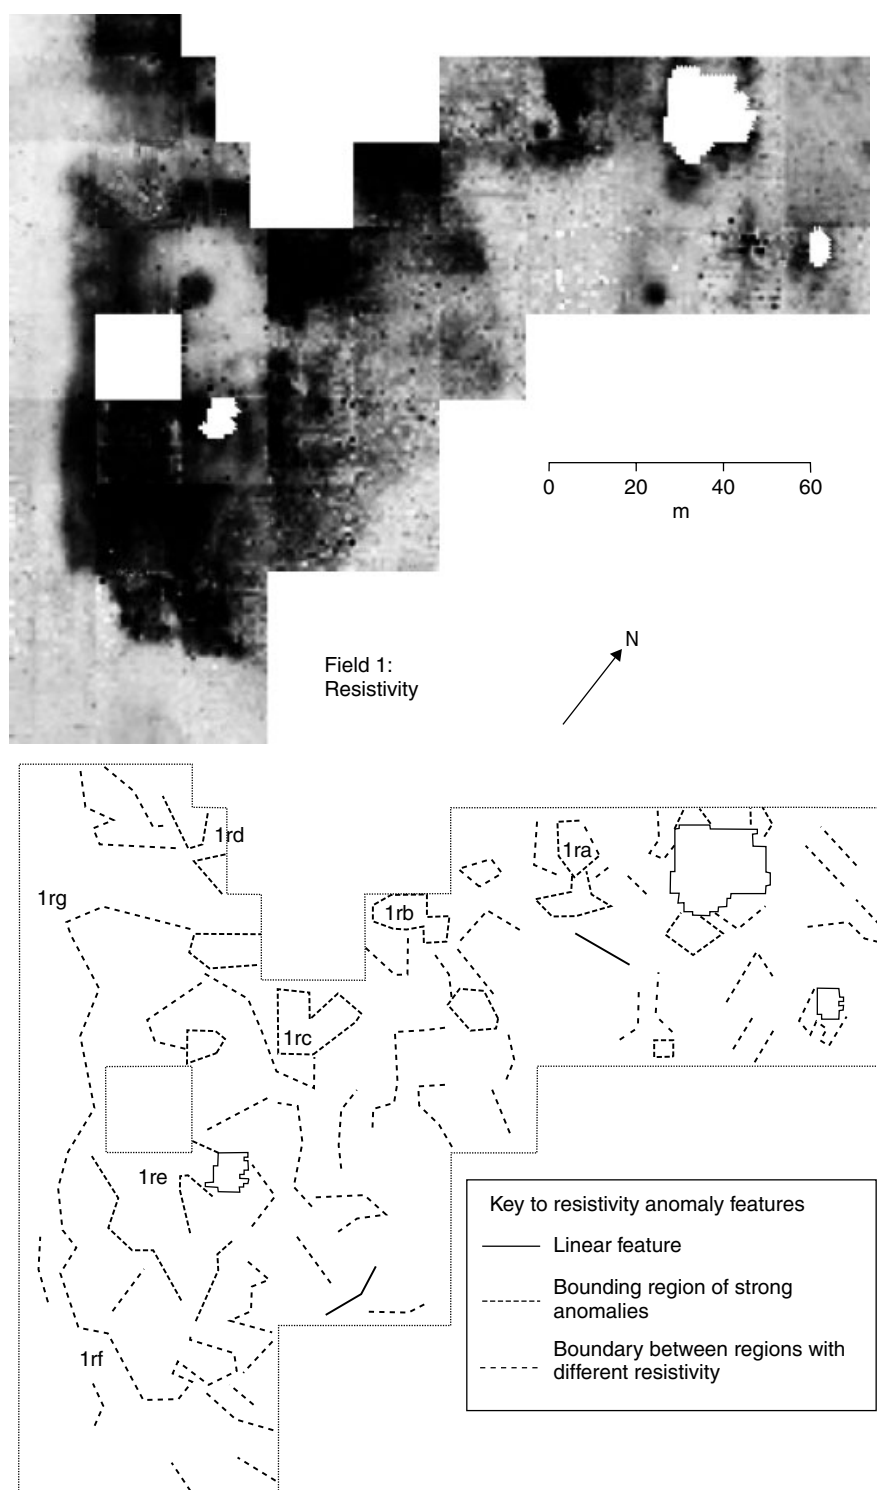 0 20 40 60
m
N
Field 1:
Resistivity
1rd
1ra
1rg
1rb
1rc
1re
1rf
Key to resistivity anomaly features
Linear feature
Bounding region of strong
anomalies
Boundary between regions with
different resistivity